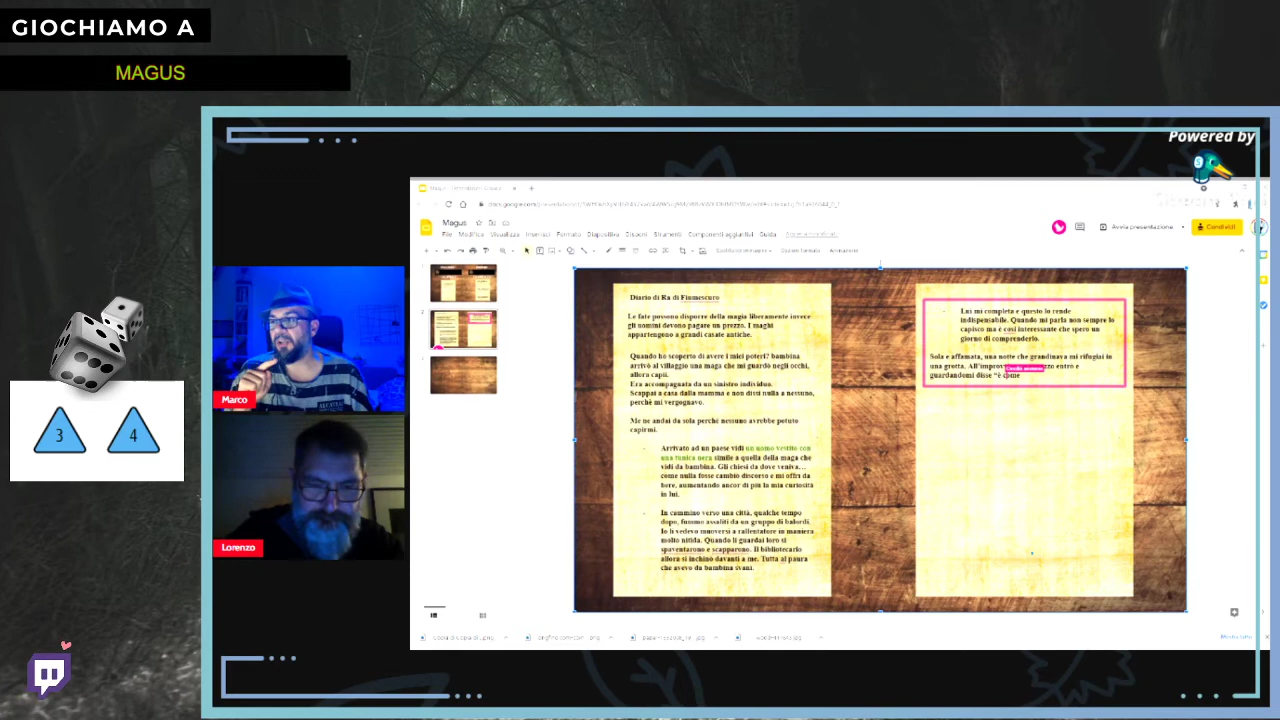 GIOCHIAMO A
MAGUS
Powered by
Magus
File Modifica Visualizza Inserisci Formato Diapositiva Disponi Strumenti Componenti aggiuntivi Guida
Avvia presentazione
Condividi
Diario di Ra di Fiumescuro
Le fate possono disporre della magia liberamente invece
gli uomini devono pagare un prezzo. I maghi
appartengono a grandi casate antiche.
Quando ho scoperto di avere i miei poteri? bambina
arrivò al villaggio una maga che mi guardò negli occhi,
allora capii.
Era accompagnata da un sinistro individuo.
Scappai a casa dalla mamma e non dissi nulla a nessuno,
perchè mi vergognavo.
Me ne andai da sola perchè nessuno avrebbe potuto
capirmi.
- Arrivato ad un paese vidi un uomo vestito con
una tunica nera simile a quella della maga che
vidi da bambina. Gli chiesi da dove veniva…
come nulla fosse cambiò discorso e mi offrì da
bere, aumentando ancor di più la mia curiosità
in lui.
- In cammino verso una città, qualche tempo
dopo, fummo assaliti da un gruppo di balordi.
Io li vedevo muoversi a rallentatore in maniera
molto nitida. Quando li guardai loro si
spaventarono e scapparono. Il bibliotecario
allora si inchinò davanti a me. Tutta al paura
che avevo da bambina svanì.
- Lui mi completa e questo lo rende
indispensabile. Quando mi parla non sempre lo
capisco ma è così interessante che spero un
giorno di comprenderlo.
Sola e affamata, una notte che grandinava mi rifugiai in
una grotta. All'improvv zzo entrò e
guardandomi disse "è come
Marco
3
4
Lorenzo